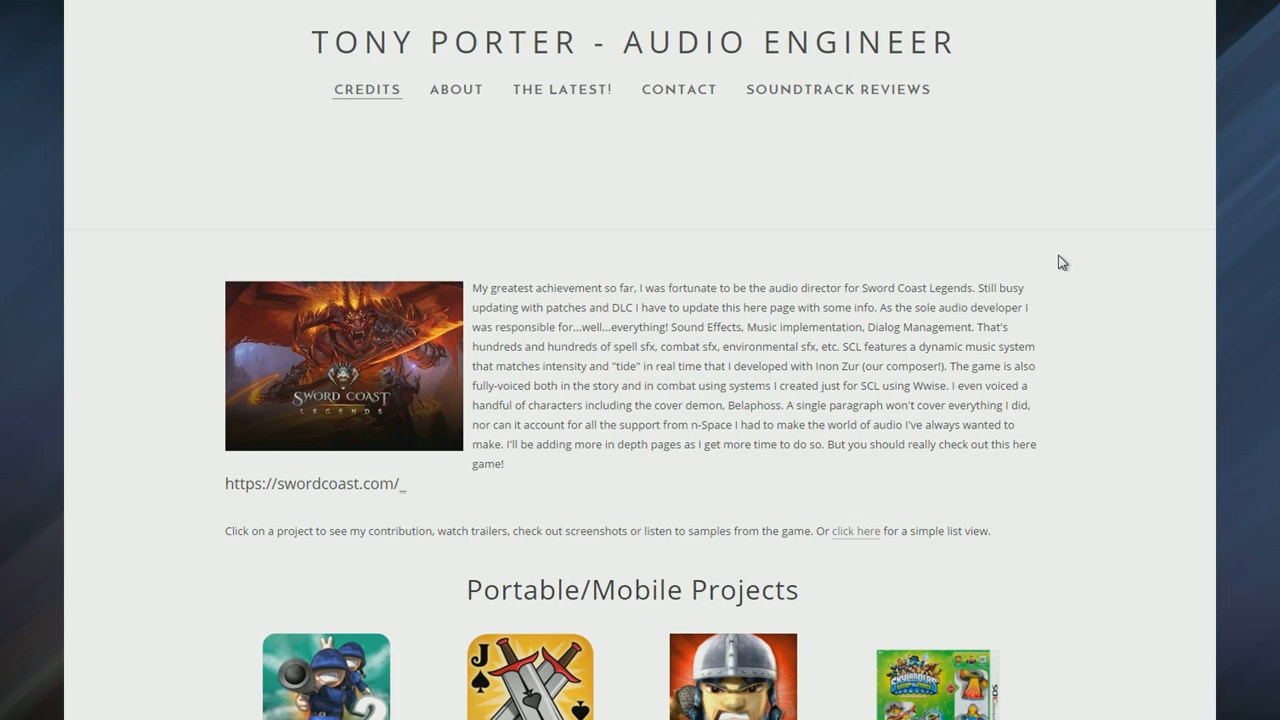 TONY PORTER - AUDIO ENGINEER
CREDITS ABOUT THE LATEST! CONTACT SOUNDTRACK REVIEWS
My greatest achievement so far, I was fortunate to be the audio director for Sword Coast Legends. Still busy
updating with patches and DLC I have to update this here page with some info. As the sole audio developer I
was responsible for...well...everything! Sound Effects, Music implementation, Dialog Management. That's
hundreds and hundreds of spell sfx, combat sfx, environmental sfx, etc. SCL features a dynamic music system
that matches intensity and "tide" in real time that I developed with Inon Zur (our composer!). The game is also
fully-voiced both in the story and in combat using systems I created just for SCL using Wwise. I even voiced a
handful of characters including the cover demon, Belaphoss. A single paragraph won't cover everything I did,
nor can it account for all the support from n-Space I had to make the world of audio I've always wanted to
make. I'll be adding more in depth pages as I get more time to do so. But you should really check out this here
game!
SWORD COAST
LEGENDS
https://swordcoast.com/_
Click on a project to see my contribution, watch trailers, check out screenshots or listen to samples from the game. Or click here for a simple list view.
Portable/Mobile Projects
2
J
SKYLANDERS
3DS